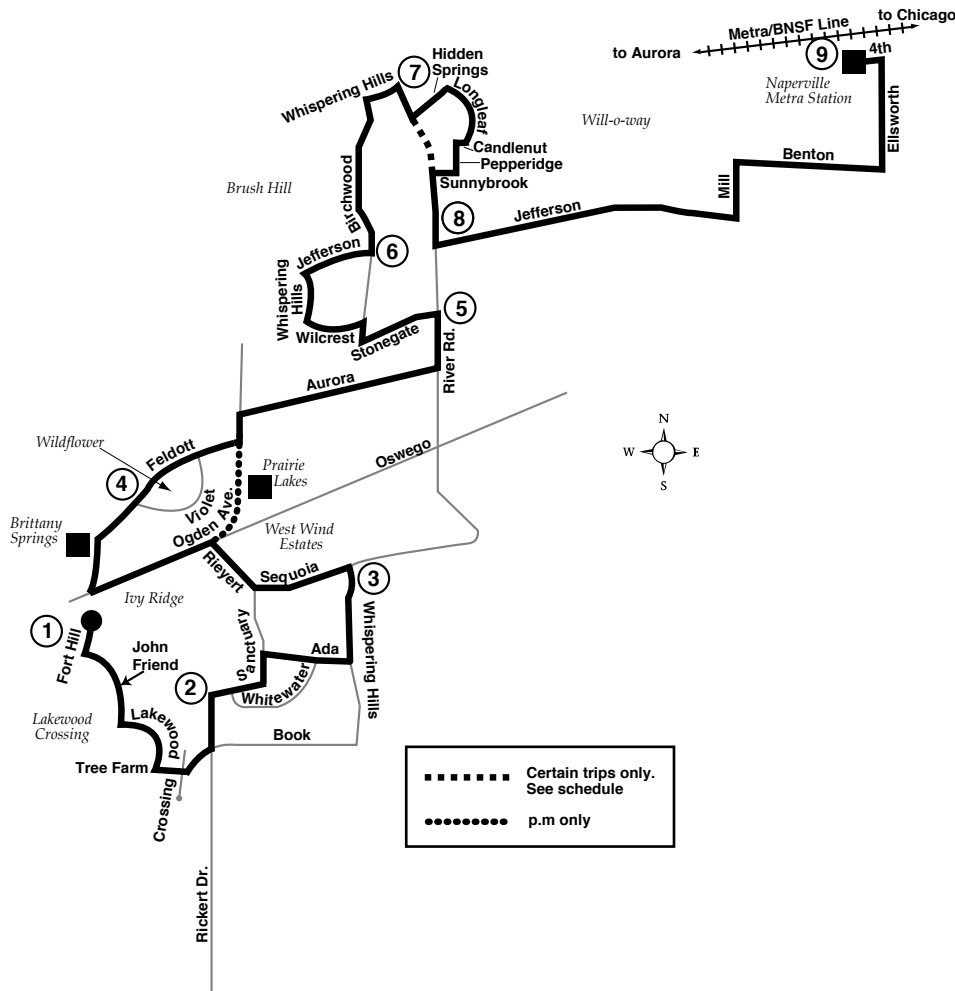 to Chicago
Metra/BNSF Line
to Aurora
9
4th
Naperville
Metra Station
Ellsworth
Hidden
Springs
7
Whispering Hills
Longleaf
Will-o-way
Candlenut
Pepperidge
Benton
Sunnybrook
Mill
Brush Hill
Birchwood
8
Jefferson
Jefferson
6
Whispering
Hills
5
Wilcrest
Stonegate
River Rd.
Aurora
Wildflower
Feldott
Oswego
N
W
E
S
4
Prairie
Lakes
Violet
Ogden Ave.
Brittany
Springs
West Wind
Estates
Rieyert
Sequoia
3
Ivy Ridge
1
Fort Hill
John
Friend
Sanctuary
Ada
Whispering Hills
2
Whitewater
Lakewood
Crossing
Lakewood
Book
Tree Farm
Crossing
Certain trips only.
See schedule
p.m only
Rickert Dr.